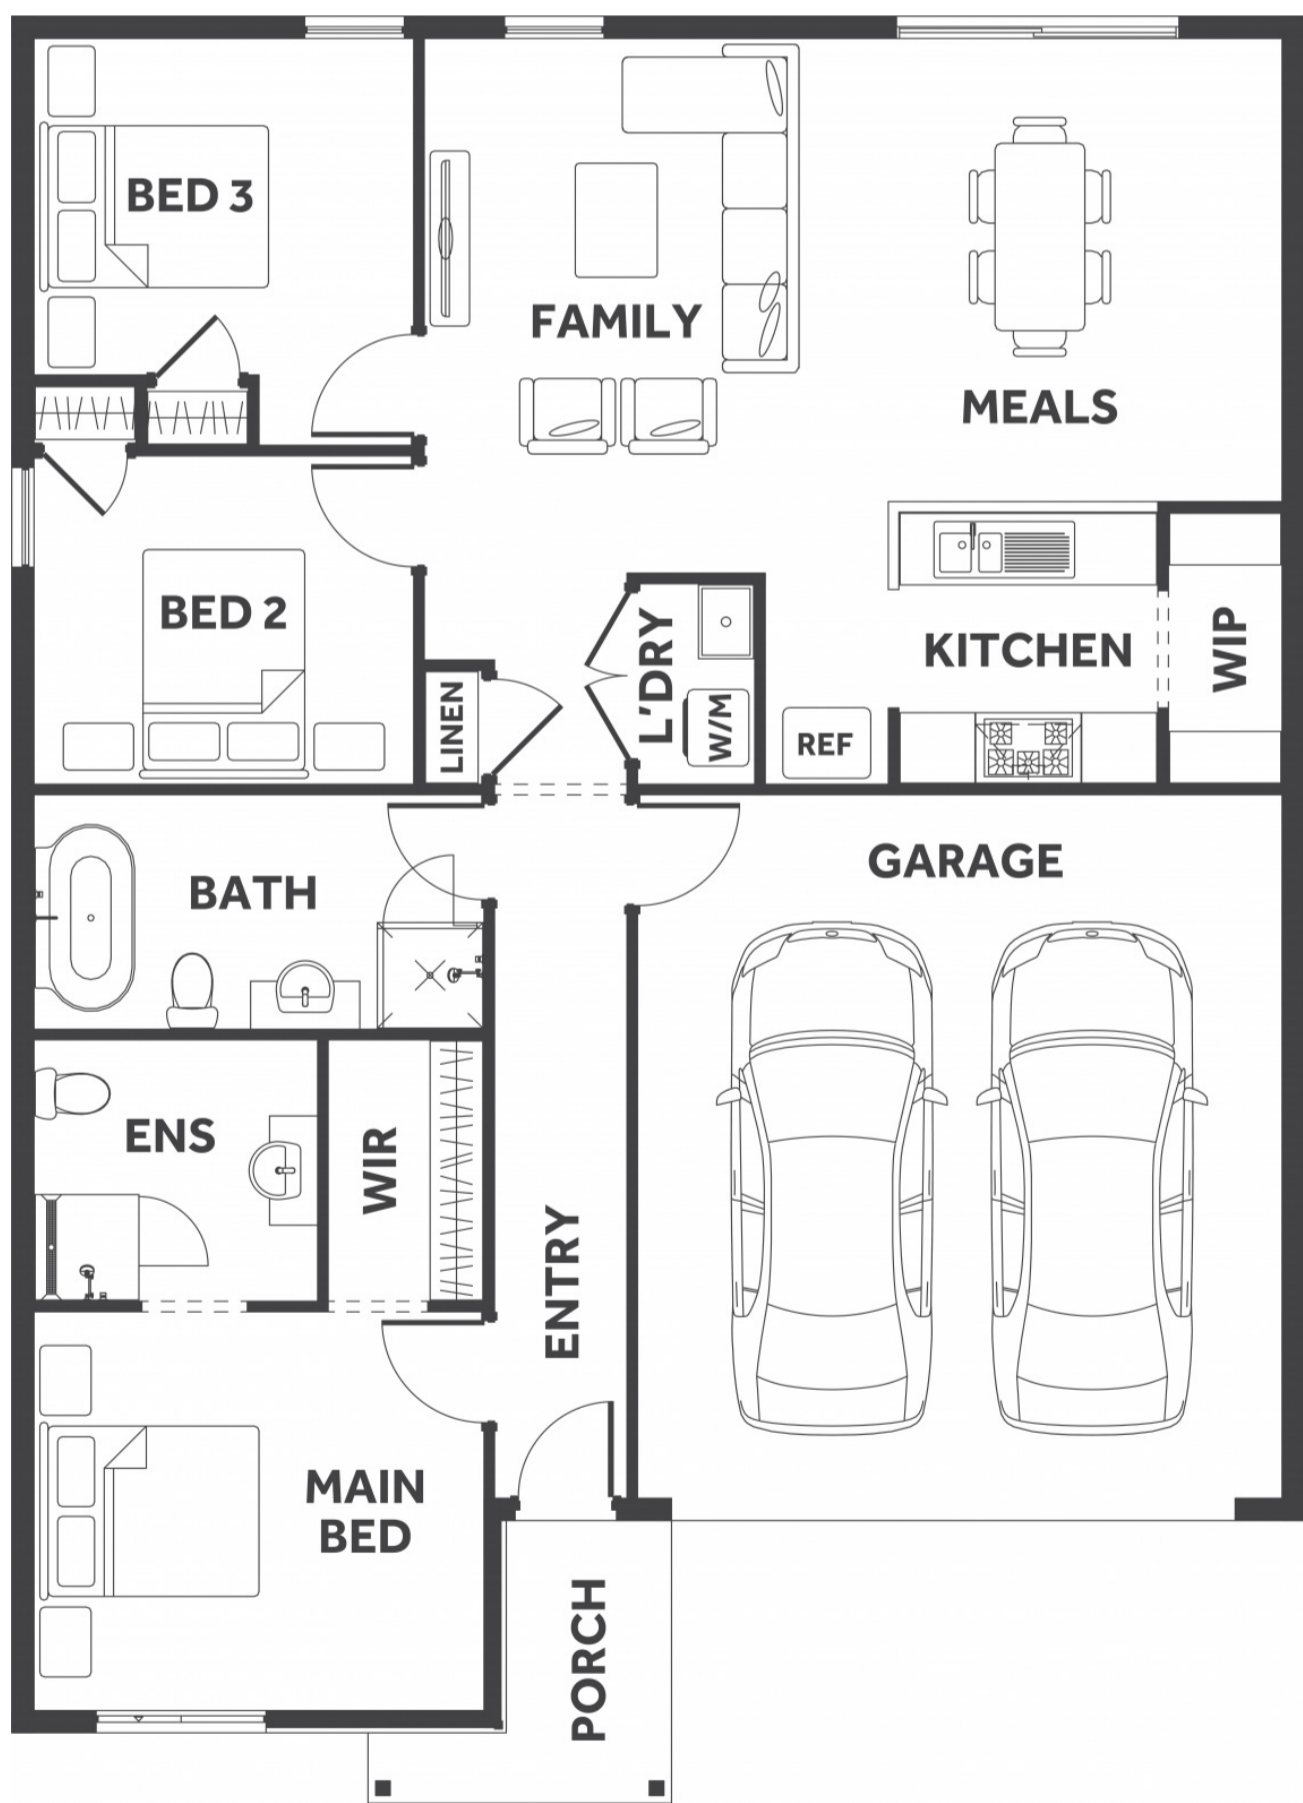 BED 3
FAMILY
MEALS
BED 2
LINEN
L'DRY
W/M
REF
KITCHEN
WIP
BATH
GARAGE
ENS
WIR
ENTRY
MAIN
BED
PORCH